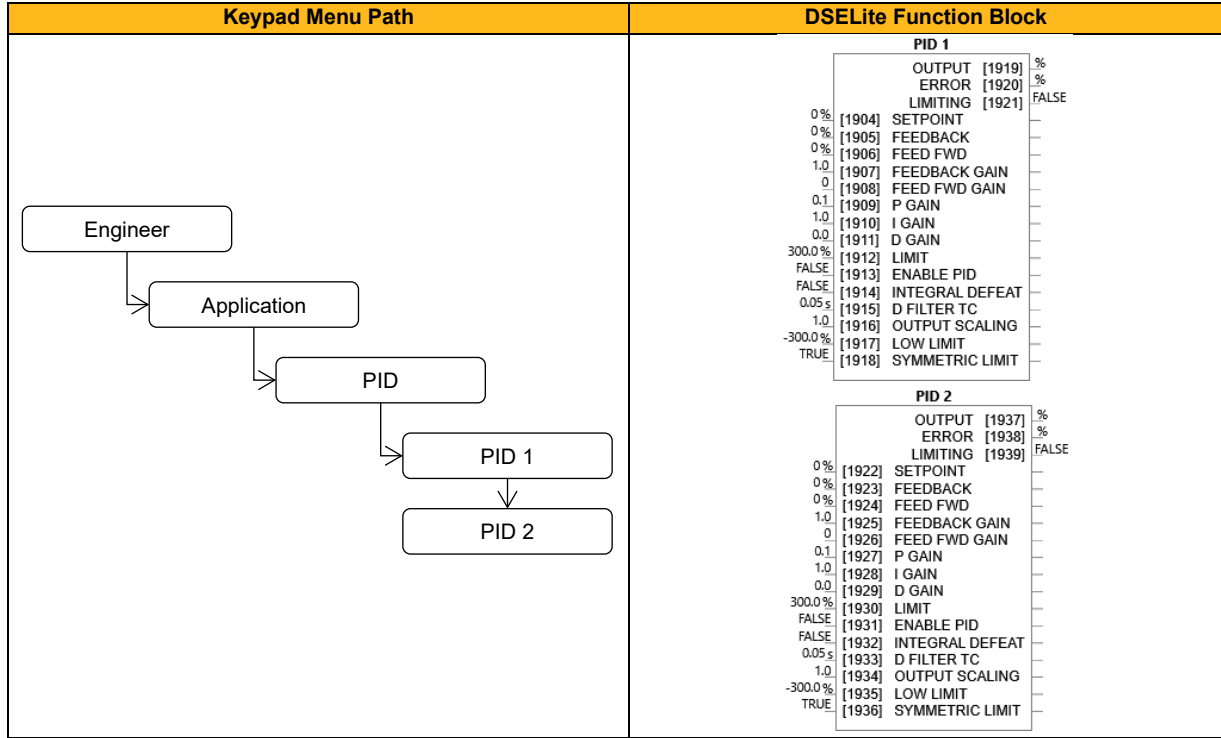 Keypad Menu Path
DSELite Function Block
Engineer
Application
PID
PID 1
PID 2
PID 1
OUTPUT [1919] %
ERROR [1920] %
LIMITING [1921] FALSE
0 % [1904] SETPOINT
0 % [1905] FEEDBACK
0 % [1906] FEED FWD
1.0 [1907] FEEDBACK GAIN
0 [1908] FEED FWD GAIN
0.1 [1909] P GAIN
1.0 [1910] I GAIN
0.0 [1911] D GAIN
300.0 % [1912] LIMIT
FALSE [1913] ENABLE PID
FALSE [1914] INTEGRAL DEFEAT
0.05 s [1915] D FILTER TC
1.0 [1916] OUTPUT SCALING
-300.0 % [1917] LOW LIMIT
TRUE [1918] SYMMETRIC LIMIT
PID 2
OUTPUT [1937] %
ERROR [1938] %
LIMITING [1939] FALSE
0 % [1922] SETPOINT
0 % [1923] FEEDBACK
0 % [1924] FEED FWD
1.0 [1925] FEEDBACK GAIN
0 [1926] FEED FWD GAIN
0.1 [1927] P GAIN
1.0 [1928] I GAIN
0.0 [1929] D GAIN
300.0 % [1930] LIMIT
FALSE [1931] ENABLE PID
FALSE [1932] INTEGRAL DEFEAT
0.05 s [1933] D FILTER TC
1.0 [1934] OUTPUT SCALING
-300.0 % [1935] LOW LIMIT
TRUE [1936] SYMMETRIC LIMIT